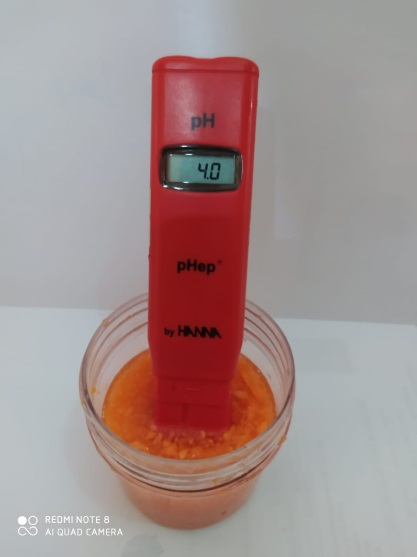 pH
4.0
pHep®
by HANNA
REDMI NOTE 8
AI QUAD CAMERA